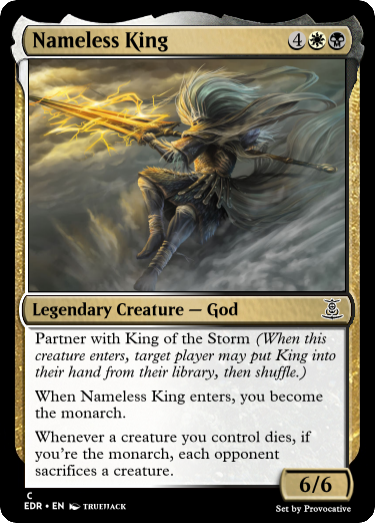 Nameless King 4
Legendary Creature — God
Partner with King of the Storm (When this
creature enters, target player may put King into
their hand from their library, then shuffle.)
When Nameless King enters, you become
the monarch.
Whenever a creature you control dies, if
you're the monarch, each opponent
sacrifices a creature.
6/6
C
EDR • EN TRUEHACK
Set by Provocative